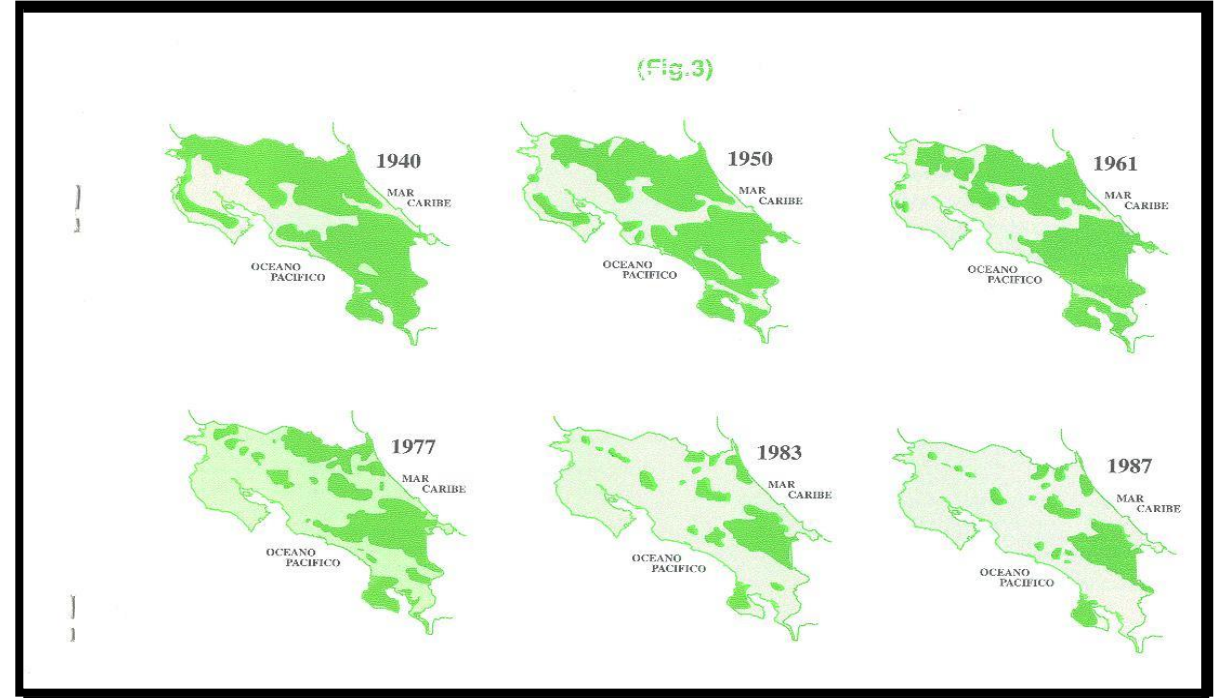 (Fig.3)
1940
MAR
CARIBE
OCEANO
PACIFICO
1950
MAR
CARIBE
OCEANO
PACIFICO
1961
MAR
CARIBE
OCEANO
PACIFICO
1977
MAR
CARIBE
OCEANO
PACIFICO
1983
MAR
CARIBE
OCEANO
PACIFICO
1987
MAR
CARIBE
OCEANO
PACIFICO